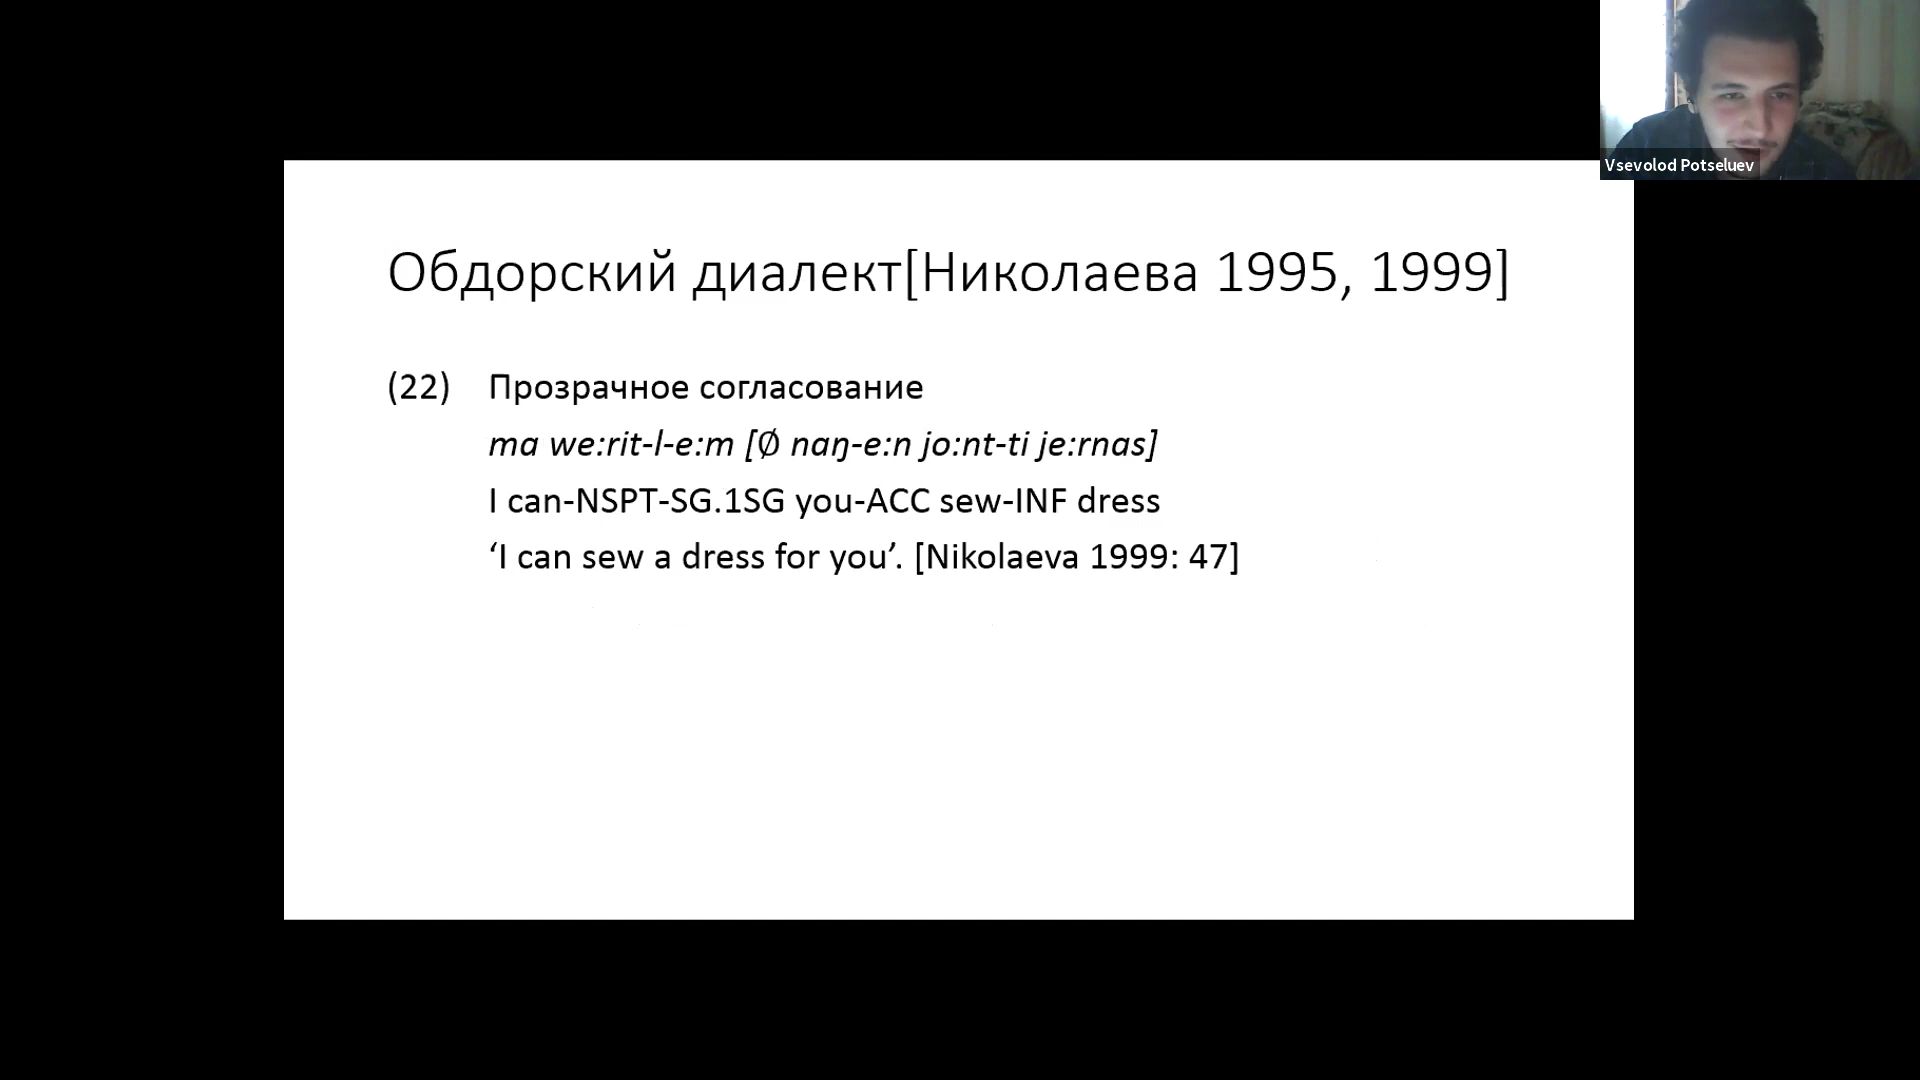 Vsevolod Potseluev
Обдорский диалект[Николаева 1995, 1999]
(22) Прозрачное согласование
ma we:rit-l-e:m [Ø naŋ-e:n jo:nt-ti je:rnas]
I can-NSPT-SG.1SG you-ACC sew-INF dress
‘I can sew a dress for you’. [Nikolaeva 1999: 47]